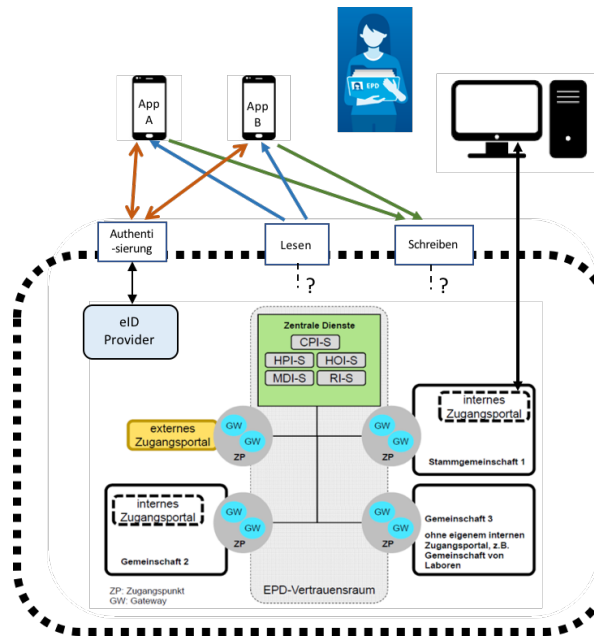 App
A
App
B
EPD
Authenti
-sierung
Lesen
Schreiben
?
?
eID
Provider
Zentrale Dienste
CPI-S
HPI-S
HOI-S
MDI-S
RI-S
externes
Zugangsportal
GW
GW
ZP
GW
GW
ZP
internes
Zugangsportal
Stammgemeinschaft 1
internes
Zugangsportal
Gemeinschaft 2
GW
GW
ZP
GW
GW
ZP
Gemeinschaft 3
ohne eigenem internen
Zugangsportal, z.B.
Gemeinschaft von
Laboren
ZP: Zugangspunkt
GW: Gateway
EPD-Vertrauensraum